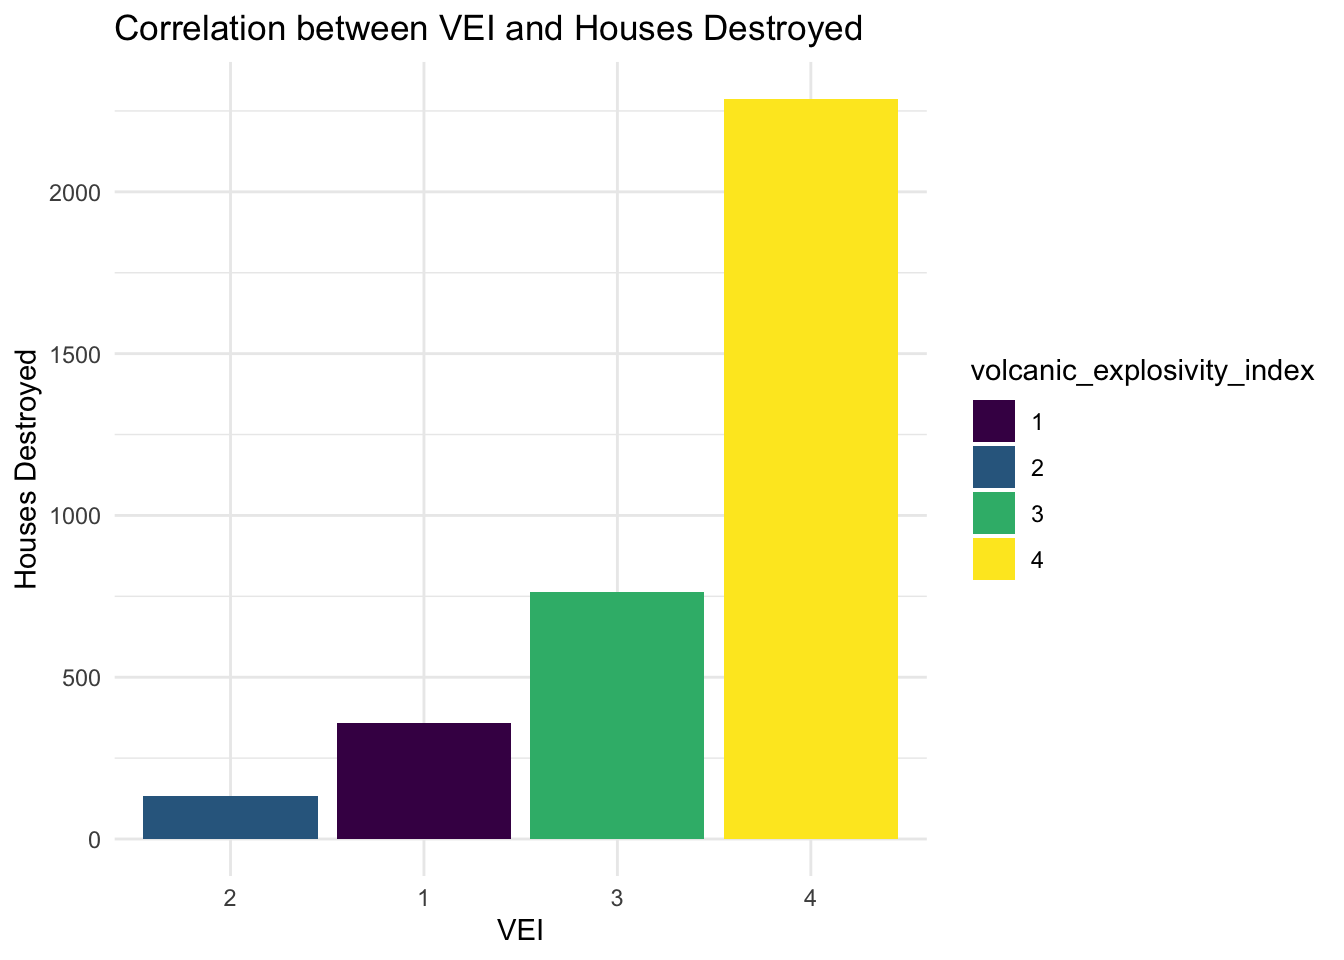 Correlation between VEI and Houses Destroyed
Houses Destroyed
2000
1500
1000
500
0
2 1 3 4
VEI
volcanic_explosivity_index
1
2
3
4